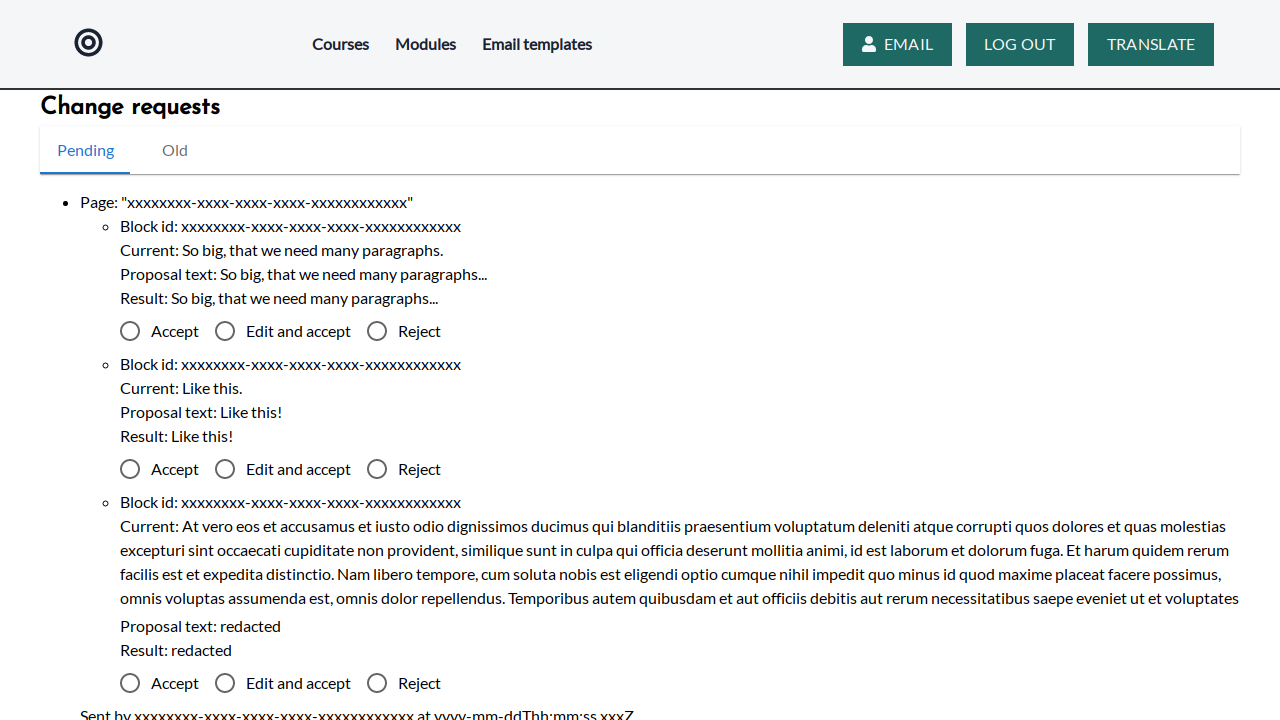 Courses Modules Email templates EMAIL LOG OUT TRANSLATE
Change requests
Pending Old
Page: "xxxxxxxx-xxxx-xxxx-xxxx-xxxxxxxxxxxx"
Block id: xxxxxxxx-xxxx-xxxx-xxxx-xxxxxxxxxxxx
Current: So big, that we need many paragraphs.
Proposal text: So big, that we need many paragraphs...
Result: So big, that we need many paragraphs...
Accept Edit and accept Reject
Block id: xxxxxxxx-xxxx-xxxx-xxxx-xxxxxxxxxxxx
Current: Like this.
Proposal text: Like this!
Result: Like this!
Accept Edit and accept Reject
Block id: xxxxxxxx-xxxx-xxxx-xxxx-xxxxxxxxxxxx
Current: At vero eos et accusamus et iusto odio dignissimos ducimus qui blanditiis praesentium voluptatum deleniti atque corrupti quos dolores et quas molestias
excepturi sint occaecati cupiditate non provident, similique sunt in culpa qui officia deserunt mollitia animi, id est laborum et dolorum fuga. Et harum quidem rerum
facilis est et expedita distinctio. Nam libero tempore, cum soluta nobis est eligendi optio cumque nihil impedit quo minus id quod maxime placeat facere possimus,
omnis voluptas assumenda est, omnis dolor repellendus. Temporibus autem quibusdam et aut officiis debitis aut rerum necessitatibus saepe eveniet ut et voluptates
Proposal text: redacted
Result: redacted
Accept Edit and accept Reject
Sent by xxxxxxxx-xxxx-xxxx-xxxx-xxxxxxxxxxxx at yyyy-mm-ddThh:mm:ss.xxxZ